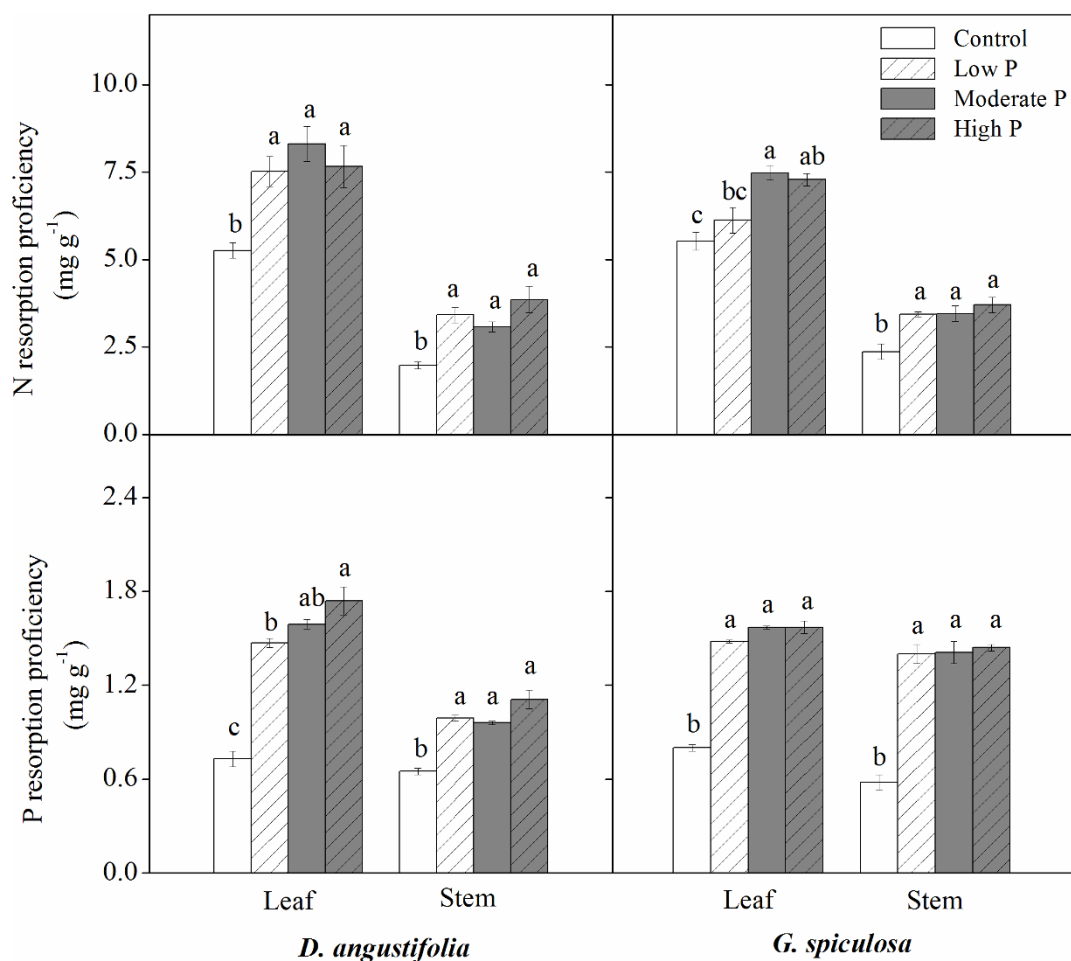 Control
Low P
Moderate P
High P
N resorption proficiency
(mg g⁻¹)
10.0
7.5
5.0
2.5
0.0
b a a a
b a a a
c bc a ab
b a a a
P resorption proficiency
(mg g⁻¹)
2.4
1.8
1.2
0.6
0.0
c b ab a
b a a a
b a a a
b a a a
Leaf Stem Leaf Stem
D. angustifolia G. spiculosa